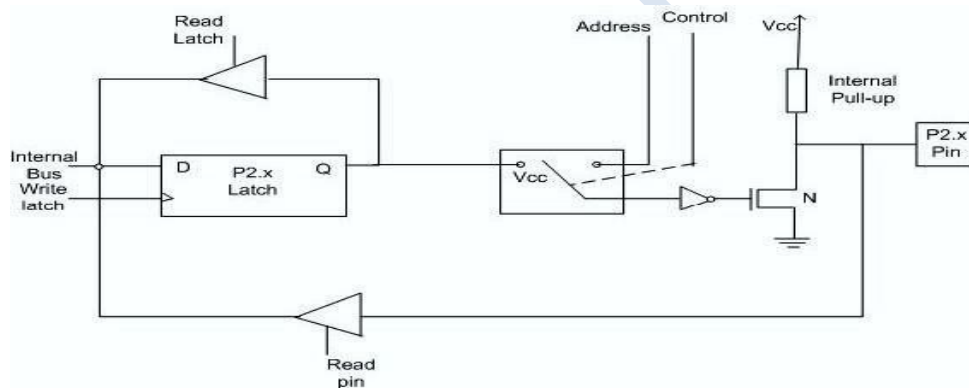 Read
Latch
Address
Control
Vcc
Internal
Pull-up
P2.x
Pin
Internal
Bus
Write
latch
D
P2.x
Latch
Q
Vcc
N
Read
pin